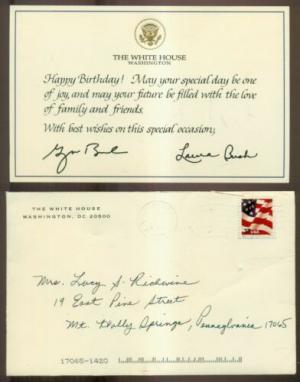 THE WHITE HOUSE
WASHINGTON
Happy Birthday! May your special day be one
of joy, and may your future be filled with the love
of family and friends.
With best wishes on this special occasion,
Laura Bush
THE WHITE HOUSE
WASHINGTON, DC 20500
USA
Mrs. Lucy S. Richwine
19 East Pine Street
Mt. Holly Springs, Pennsylvania 17065
17065-1420